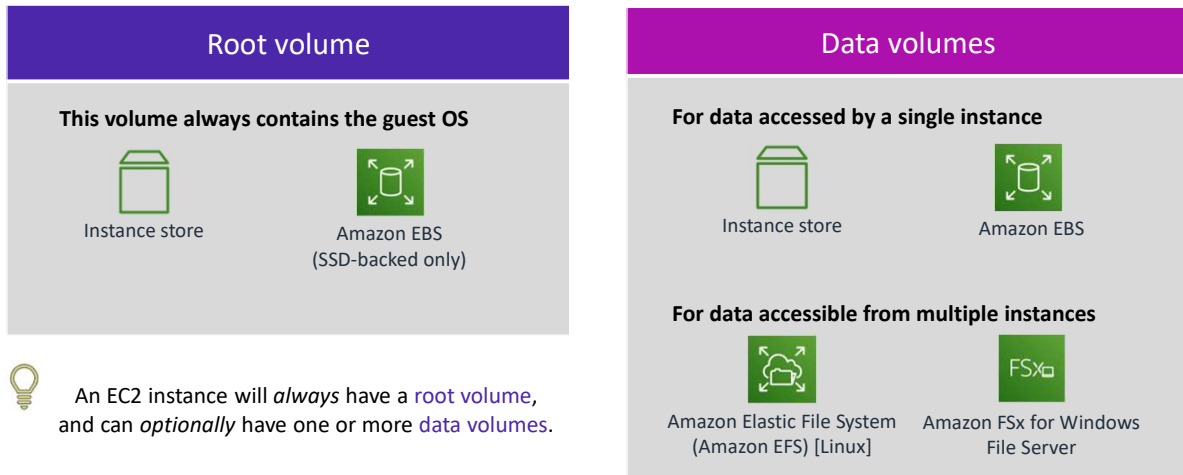 Root volume
This volume always contains the guest OS
Instance store
Amazon EBS
(SSD-backed only)
An EC2 instance will always have a root volume,
and can optionally have one or more data volumes.
Data volumes
For data accessed by a single instance
Instance store
Amazon EBS
For data accessible from multiple instances
FSx
Amazon Elastic File System
(Amazon EFS) [Linux]
Amazon FSx for Windows
File Server